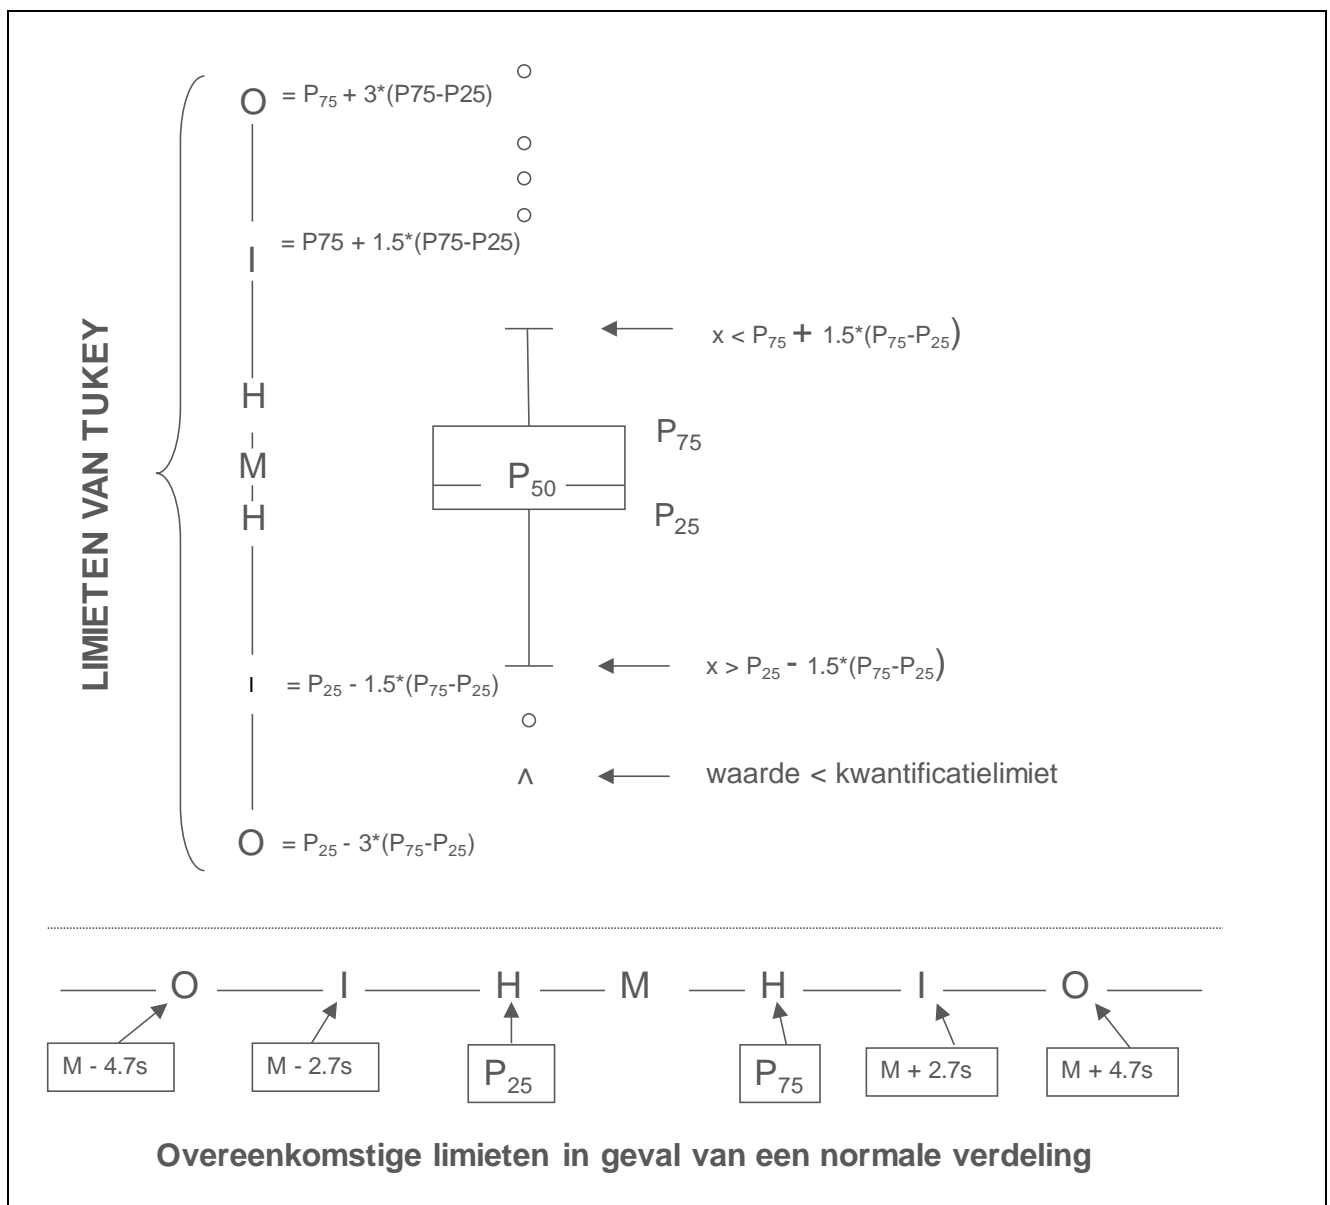 LIMIETEN VAN TUKEY
O = P75 + 3*(P75-P25)
I = P75 + 1.5*(P75-P25)
H
M
H
I = P25 - 1.5*(P75-P25)
O = P25 - 3*(P75-P25)
x < P75 + 1.5*(P75-P25)
P75
P50
P25
x > P25 - 1.5*(P75-P25)
^ waarde < kwantificatielimiet
O I H M H I O
M - 4.7s M - 2.7s P25 P75 M + 2.7s M + 4.7s
Overeenkomstige limieten in geval van een normale verdeling